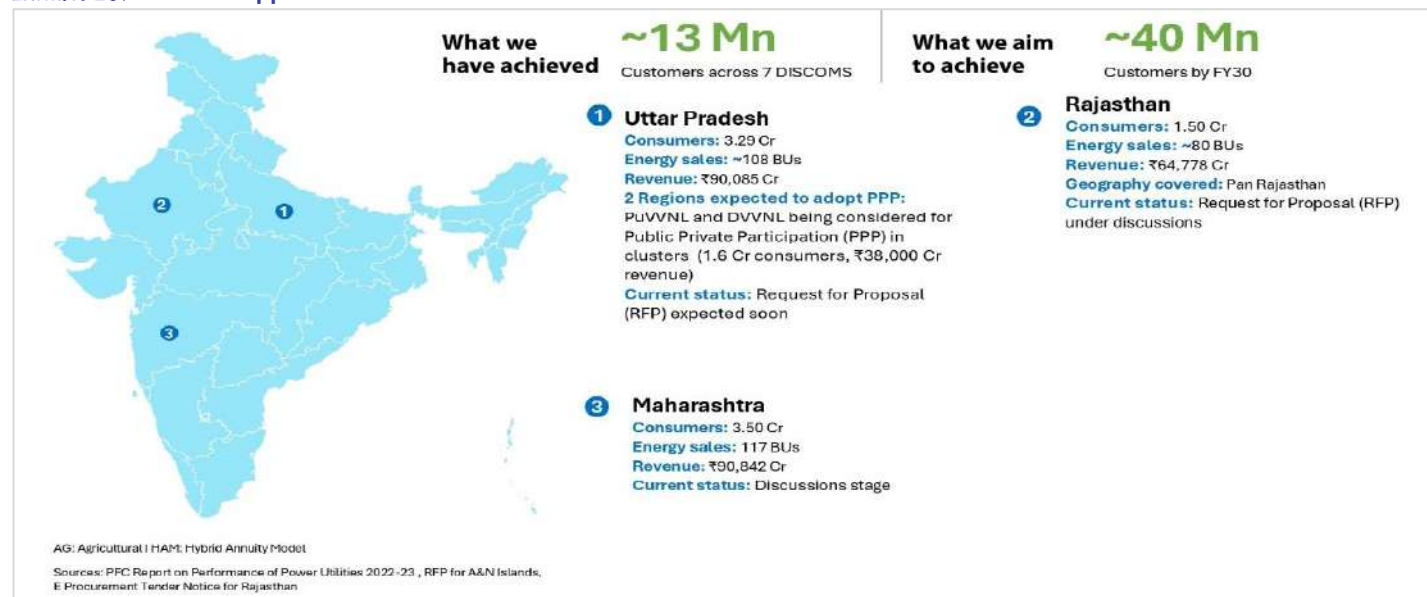 What we
have achieved
~13 Mn
Customers across 7 DISCOMS
What we aim
to achieve
~40 Mn
Customers by FY30
1 Uttar Pradesh
Consumers: 3.29 Cr
Energy sales: ~108 BUs
Revenue: ₹90,085 Cr
2 Regions expected to adopt PPP:
PuVVNL and DVVNL being considered for
Public Private Participation (PPP) in
clusters (1.6 Cr consumers, ₹38,000 Cr
revenue)
Current status: Request for Proposal
(RFP) expected soon
2 Rajasthan
Consumers: 1.50 Cr
Energy sales: ~80 BUs
Revenue: ₹64,778 Cr
Geography covered: Pan Rajasthan
Current status: Request for Proposal (RFP)
under discussions
3 Maharashtra
Consumers: 3.50 Cr
Energy sales: 117 BUs
Revenue: ₹90,842 Cr
Current status: Discussions stage
2
1
3
AG: Agricultural I HAM: Hybrid Annuity Model
Sources: PFC Report on Performance of Power Utilities 2022-23 , RFP for A&N Islands,
E Procurement Tender Notice for Rajasthan